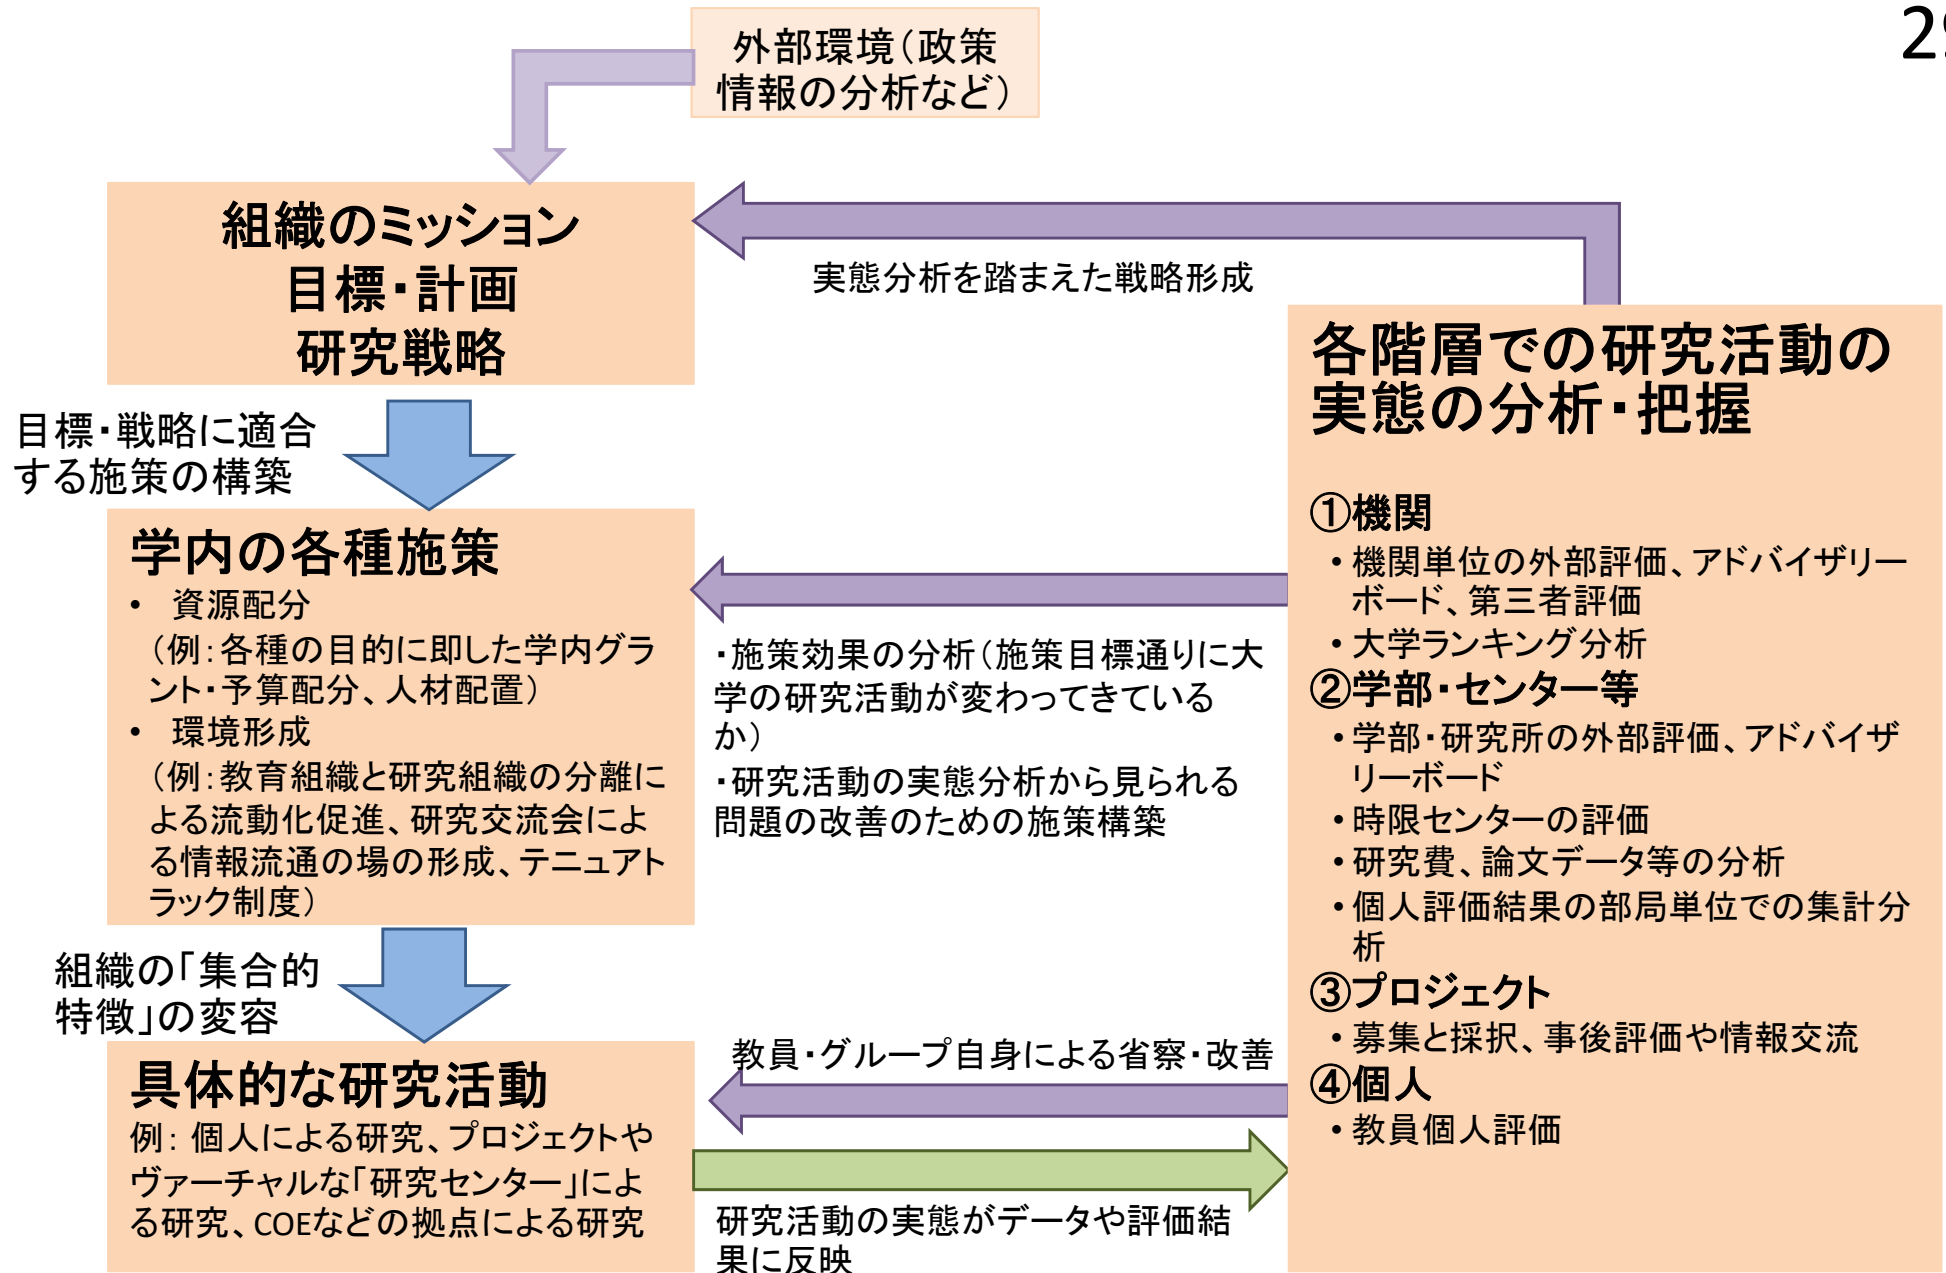 29
外部環境（政策
情報の分析など）
組織のミッション
目標・計画
研究戦略
実態分析を踏まえた戦略形成
目標・戦略に適合
する施策の構築
学内の各種施策
• 資源配分
（例：各種の目的に即した学内グラ
ント・予算配分、人材配置）
• 環境形成
（例：教育組織と研究組織の分離に
よる流動化促進、研究交流会によ
る情報流通の場の形成、テニュアト
ラック制度）
・施策効果の分析（施策目標通りに大
学の研究活動が変わってきている
か）
・研究活動の実態分析から見られる
問題の改善のための施策構築
組織の「集合的
特徴」の変容
具体的な研究活動
例： 個人による研究、プロジェクトや
ヴァーチャルな「研究センター」によ
る研究、COEなどの拠点による研究
教員・グループ自身による省察・改善
研究活動の実態がデータや評価結
果に反映
各階層での研究活動の
実態の分析・把握
①機関
• 機関単位の外部評価、アドバイザリー
ボード、第三者評価
• 大学ランキング分析
②学部・センター等
• 学部・研究所の外部評価、アドバイザ
リーボード
• 時限センターの評価
• 研究費、論文データ等の分析
• 個人評価結果の部局単位での集計分
析
③プロジェクト
• 募集と採択、事後評価や情報交流
④個人
• 教員個人評価